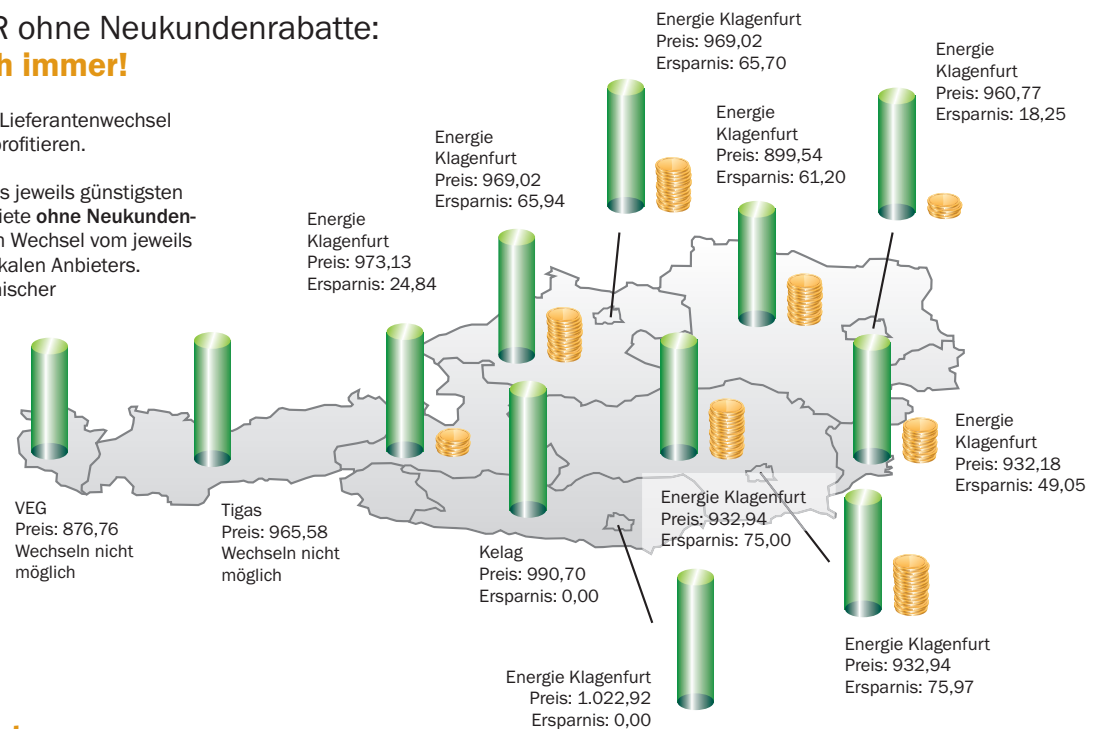 R ohne Neukundenrabatte:
h immer!
Lieferantenwechsel
profitieren.
s jeweils günstigsten
iete ohne Neukunden-
n Wechsel vom jeweils
kalen Anbieters.
nischer
Energie Klagenfurt
Preis: 969,02
Ersparnis: 65,70
Energie
Klagenfurt
Preis: 960,77
Ersparnis: 18,25
Energie
Klagenfurt
Preis: 899,54
Ersparnis: 61,20
Energie
Klagenfurt
Preis: 969,02
Ersparnis: 65,94
Energie
Klagenfurt
Preis: 973,13
Ersparnis: 24,84
Energie
Klagenfurt
Preis: 932,18
Ersparnis: 49,05
VEG
Preis: 876,76
Wechseln nicht
möglich
Tigas
Preis: 965,58
Wechseln nicht
möglich
Kelag
Preis: 990,70
Ersparnis: 0,00
Energie Klagenfurt
Preis: 932,94
Ersparnis: 75,00
Energie Klagenfurt
Preis: 932,94
Ersparnis: 75,97
Energie Klagenfurt
Preis: 1.022,92
Ersparnis: 0,00